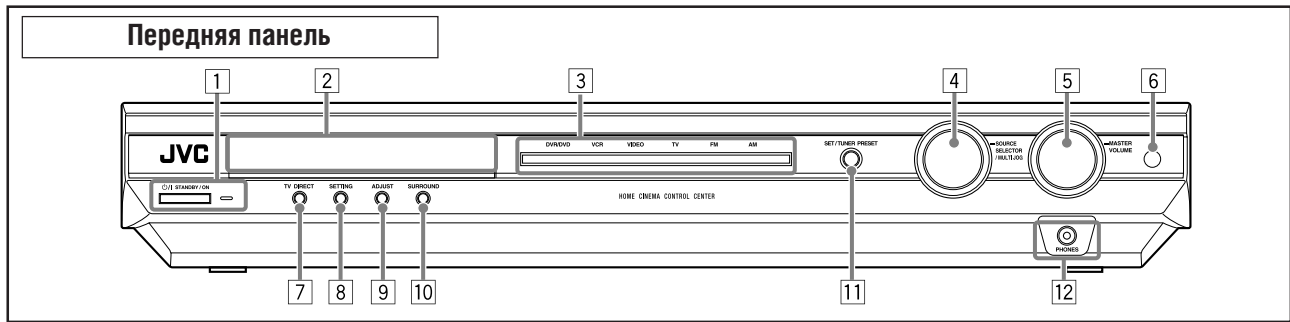 Передняя панель
1
2
3
4
5
6
JVC
DVR/DVD VCR VIDEO TV FM AM
SET/TUNER PRESET
SOURCE
SELECTOR
/MULTI JOG
MASTER
VOLUME
⏻/I STANDBY/ON
TV DIRECT
SETTING
ADJUST
SURROUND
HOME CINEMA CONTROL CENTER
PHONES
7
8
9
10
11
12